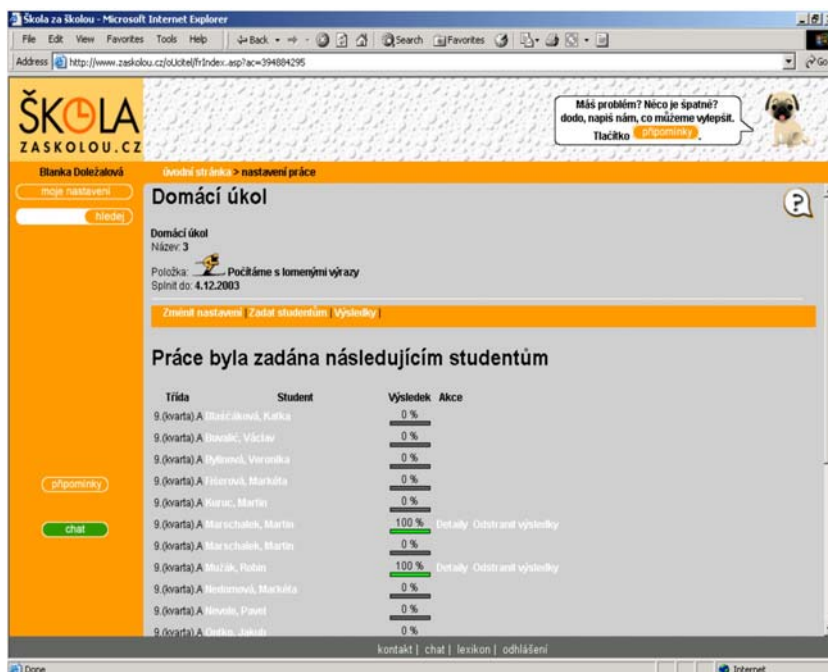 Škola za školou - Microsoft Internet Explorer
File Edit View Favorites Tools Help Back Search Favorites
Address http://www.zaskolou.cz/oUcitel/frIndex.asp?ac=394884295 Go
ŠKOLA
ZASKOLOU.CZ
Máš problém? Něco je špatně?
dodo, napiš nám, co můžeme vylepšit.
Tlačítko připomínky.
Blanka Doležalová
úvodní stránka > nastavení práce
moje nastavení
hledej
Domácí úkol
?
Domácí úkol
Název: 3
Položka: Počítáme s lomenými výrazy
Splnit do: 4.12.2003
Změnit nastavení | Zadat studentům | Výsledky |
Práce byla zadána následujícím studentům
Třída Student Výsledek Akce
9.(kvarta).A Katka 0 %
9.(kvarta).A Václav 0 %
9.(kvarta).A Veronika 0 %
9.(kvarta).A Fišerová, Markéta 0 %
9.(kvarta).A Kuruc, Martin 0 %
9.(kvarta).A Marschalek, Martin 100 % Detaily Odstranit výsledky
9.(kvarta).A Marschalek, Martin 0 %
9.(kvarta).A Mužák, Robin 100 % Detaily Odstranit výsledky
9.(kvarta).A Nedomová, Markéta 0 %
9.(kvarta).A Nevole, Pavel 0 %
9.(kvarta).A Jakub 0 %
připomínky
chat
kontakt | chat | lexikon | odhlášení
Done Internet